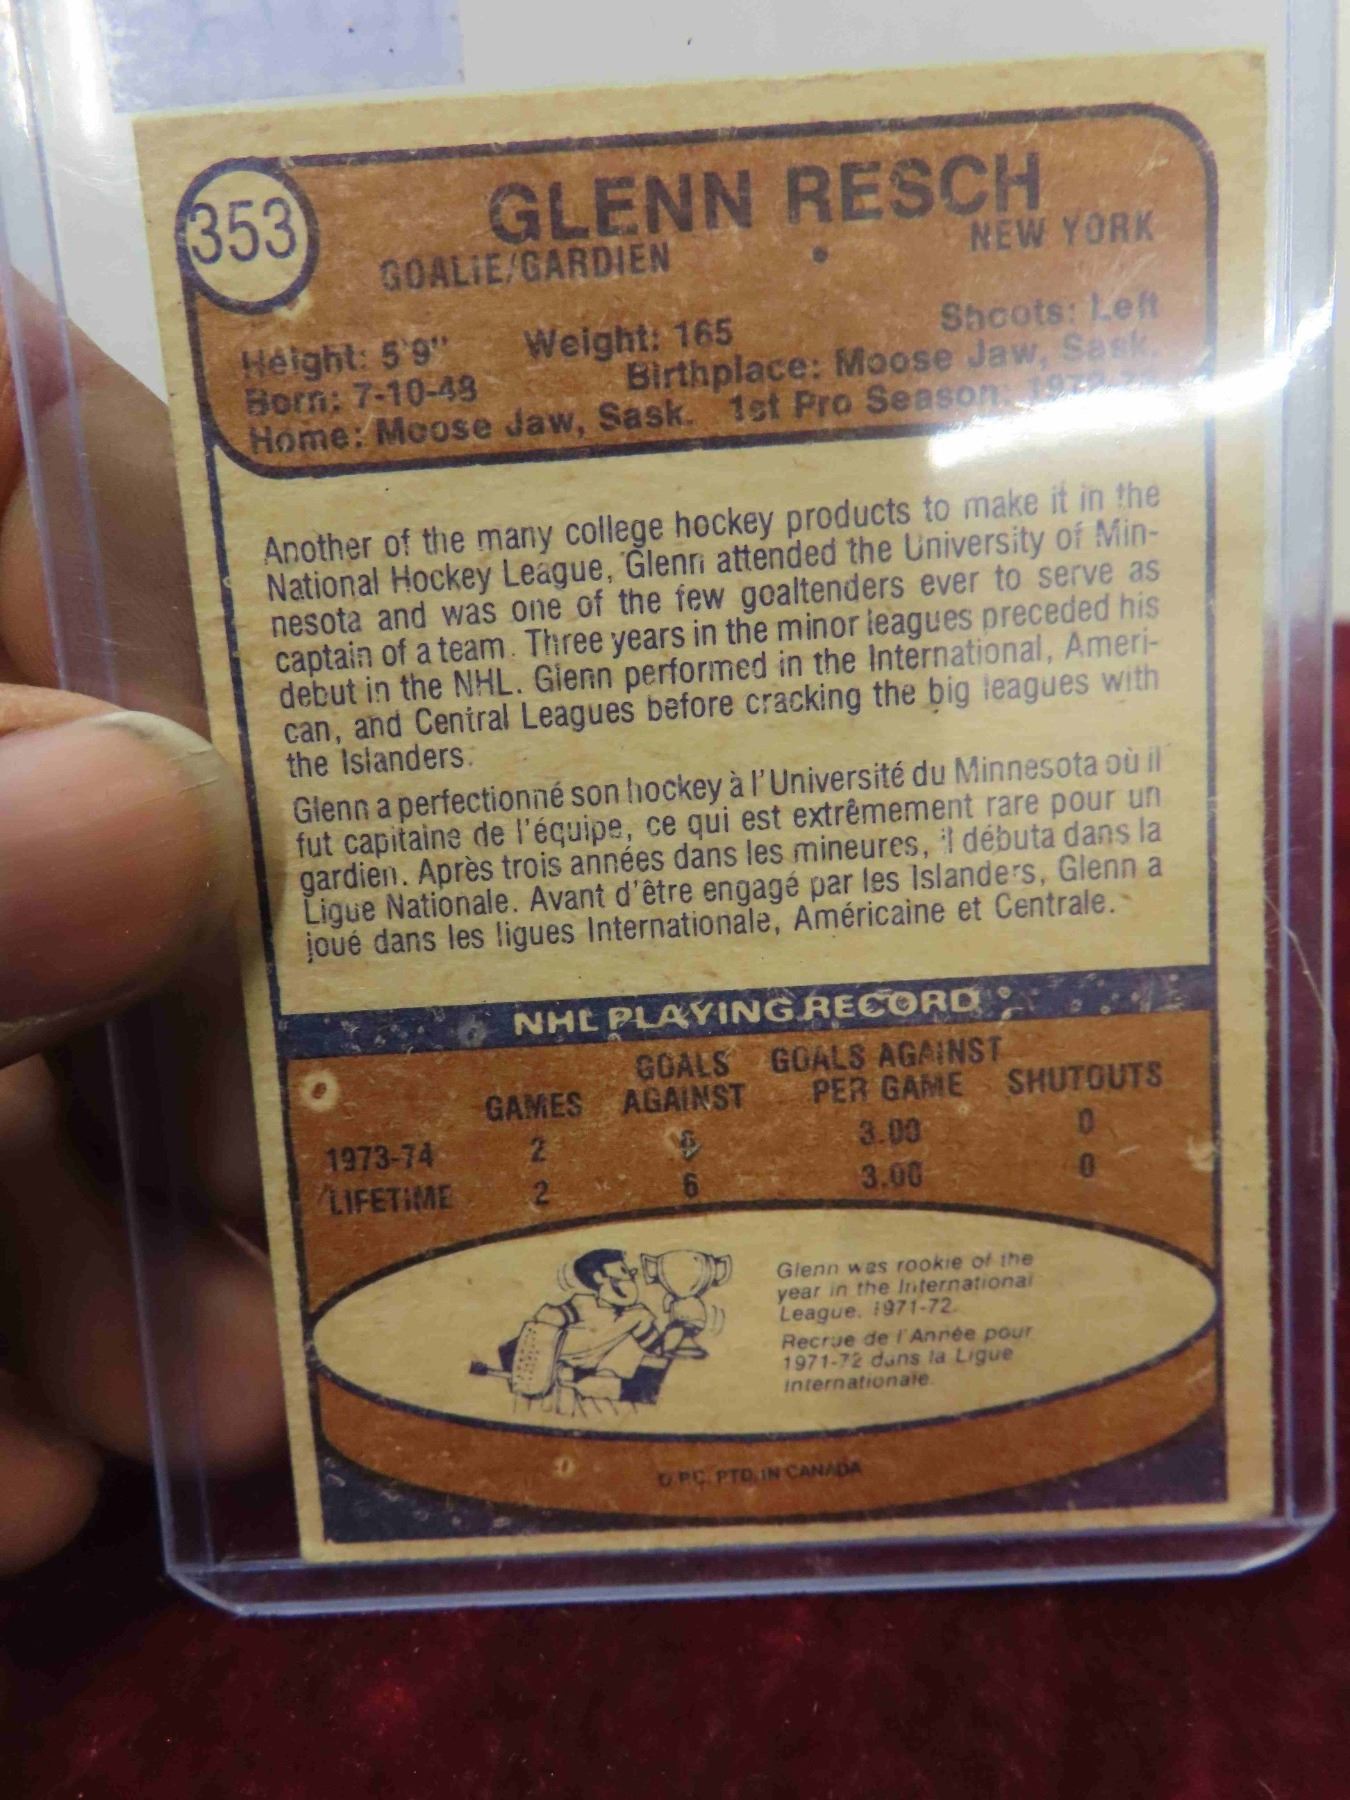 353
GLENN RESCH
GOALIE/GARDIEN • NEW YORK
Height: 5'9" Weight: 165 Shoots: Left
Born: 7-10-48 Birthplace: Moose Jaw, Sask.
Home: Moose Jaw, Sask. 1st Pro Season:
Another of the many college hockey products to make it in the
National Hockey League, Glenn attended the University of Min-
nesota and was one of the few goaltenders ever to serve as
captain of a team. Three years in the minor leagues preceded his
debut in the NHL. Glenn performed in the International, Ameri-
can, and Central Leagues before cracking the big leagues with
the Islanders.
Glenn a perfectionné son hockey à l'Université du Minnesota où il
fut capitaine de l'équipe, ce qui est extrêmement rare pour un
gardien. Après trois années dans les mineures, il débuta dans la
Ligue Nationale. Avant d'être engagé par les Islanders, Glenn a
joué dans les ligues Internationale, Américaine et Centrale.
NHL PLAYING RECORD
GAMES GOALS AGAINST GOALS AGAINST PER GAME SHUTOUTS
1973-74 2 6 3.00 0
LIFETIME 2 6 3.00 0
Glenn was rookie of the
year in the International
League. 1971-72.
Recrue de l'Année pour
1971-72 dans la Ligue
Internationale.
O.P.C. PTD. IN CANADA